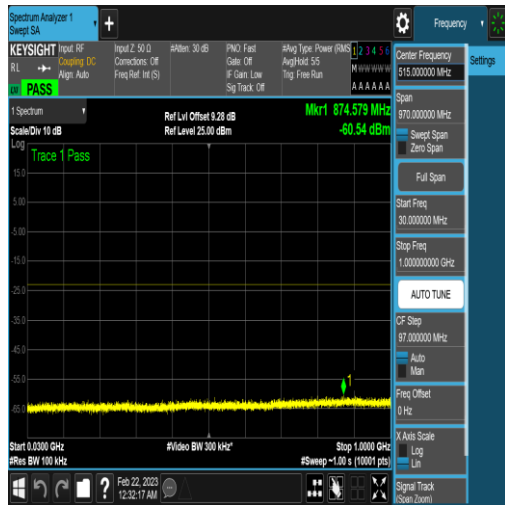 Spectrum Analyzer 1
Swept SA
+
Frequency
KEYSIGHT
Input: RF
Coupling: DC
Align: Auto
Input Z: 50 Ω
Corrections: Off
Freq Ref: Int (S)
#Atten: 30 dB
PNO: Fast
Gate: Off
IF Gain: Low
Sig Track: Off
#Avg Type: Power (RMS)
Avg|Hold: 5/5
Trig: Free Run
1 2 3 4 5 6
M W W W W W
A A A A A A
R L
PASS
Center Frequency
515.000000 MHz
Settings
Span
970.000000 MHz
Swept Span
Zero Span
Full Span
Start Freq
30.000000 MHz
Stop Freq
1.000000000 GHz
AUTO TUNE
CF Step
97.000000 MHz
Auto
Man
Freq Offset
0 Hz
X Axis Scale
Log
Lin
Signal Track
(Span Zoom)
1 Spectrum
Scale/Div 10 dB
Ref Lvl Offset 9.28 dB
Ref Level 25.00 dBm
Mkr1 874.579 MHz
-60.54 dBm
Log
Trace 1 Pass
15.0
5.00
-5.00
-15.0
-25.0
-35.0
-45.0
-55.0
-65.0
1
Start 0.0300 GHz
#Res BW 100 kHz
#Video BW 300 kHz*
Stop 1.0000 GHz
#Sweep ~1.00 s (10001 pts)
?
Feb 22, 2023
12:32:17 AM